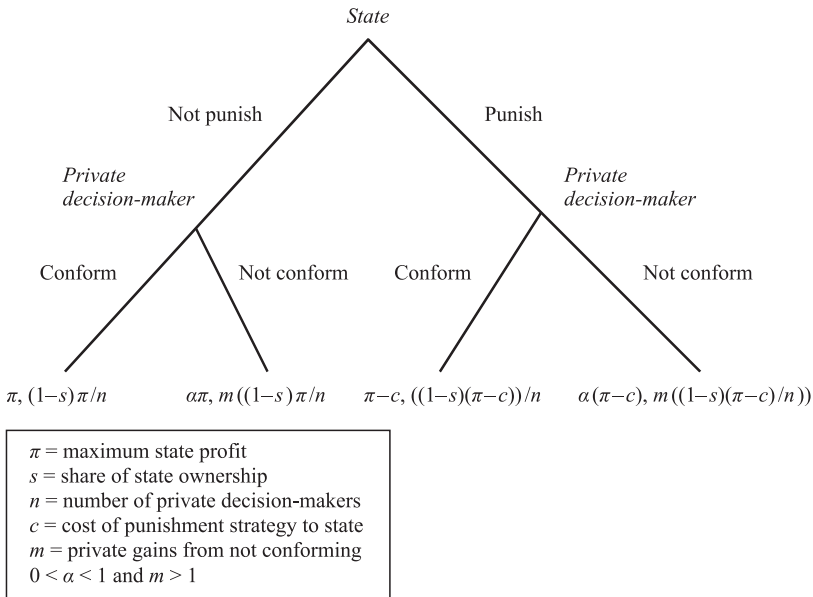 State
Not punish
Punish
Private
decision-maker
Private
decision-maker
Conform
Not conform
Conform
Not conform
π, (1–s) π/n
απ, m((1–s) π/n
π–c, ((1–s)(π–c))/n
α(π–c), m((1–s)(π–c)/n))
π = maximum state profit
s = share of state ownership
n = number of private decision-makers
c = cost of punishment strategy to state
m = private gains from not conforming
0 < α < 1 and m > 1